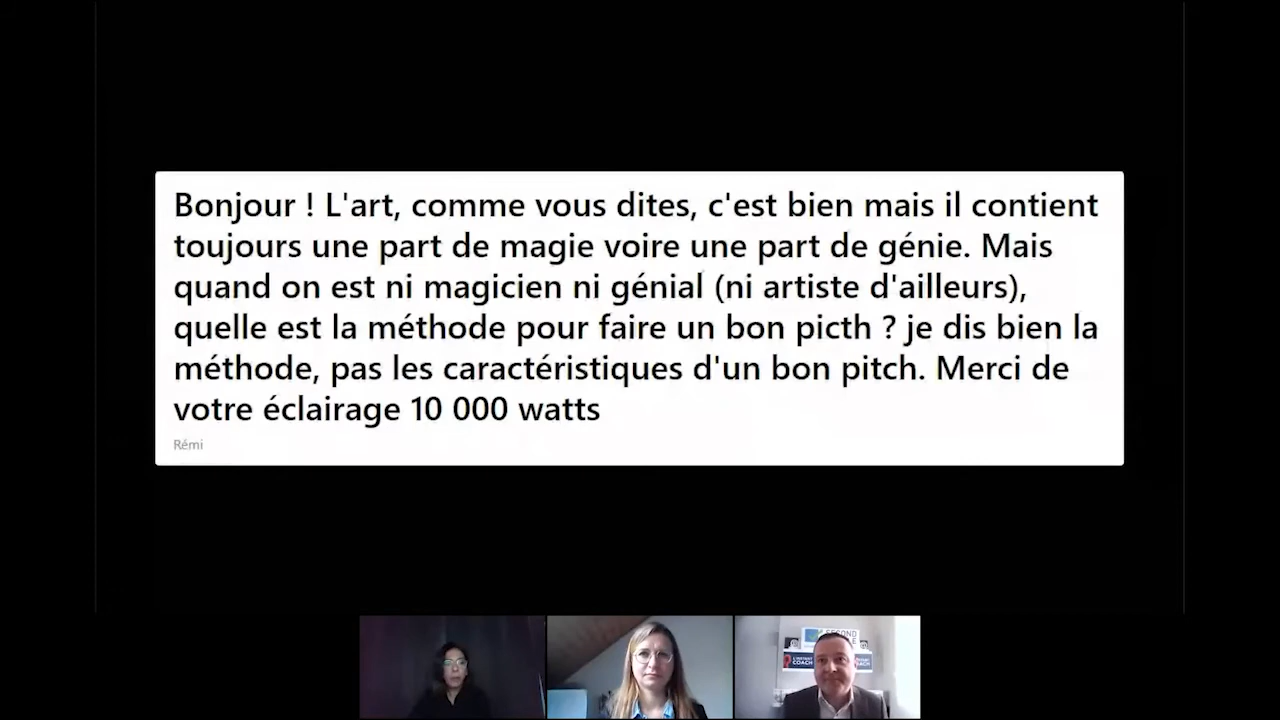 Bonjour ! L'art, comme vous dites, c'est bien mais il contient
toujours une part de magie voire une part de génie. Mais
quand on est ni magicien ni génial (ni artiste d'ailleurs),
quelle est la méthode pour faire un bon picth ? je dis bien la
méthode, pas les caractéristiques d'un bon pitch. Merci de
votre éclairage 10 000 watts
Rémi
COACH